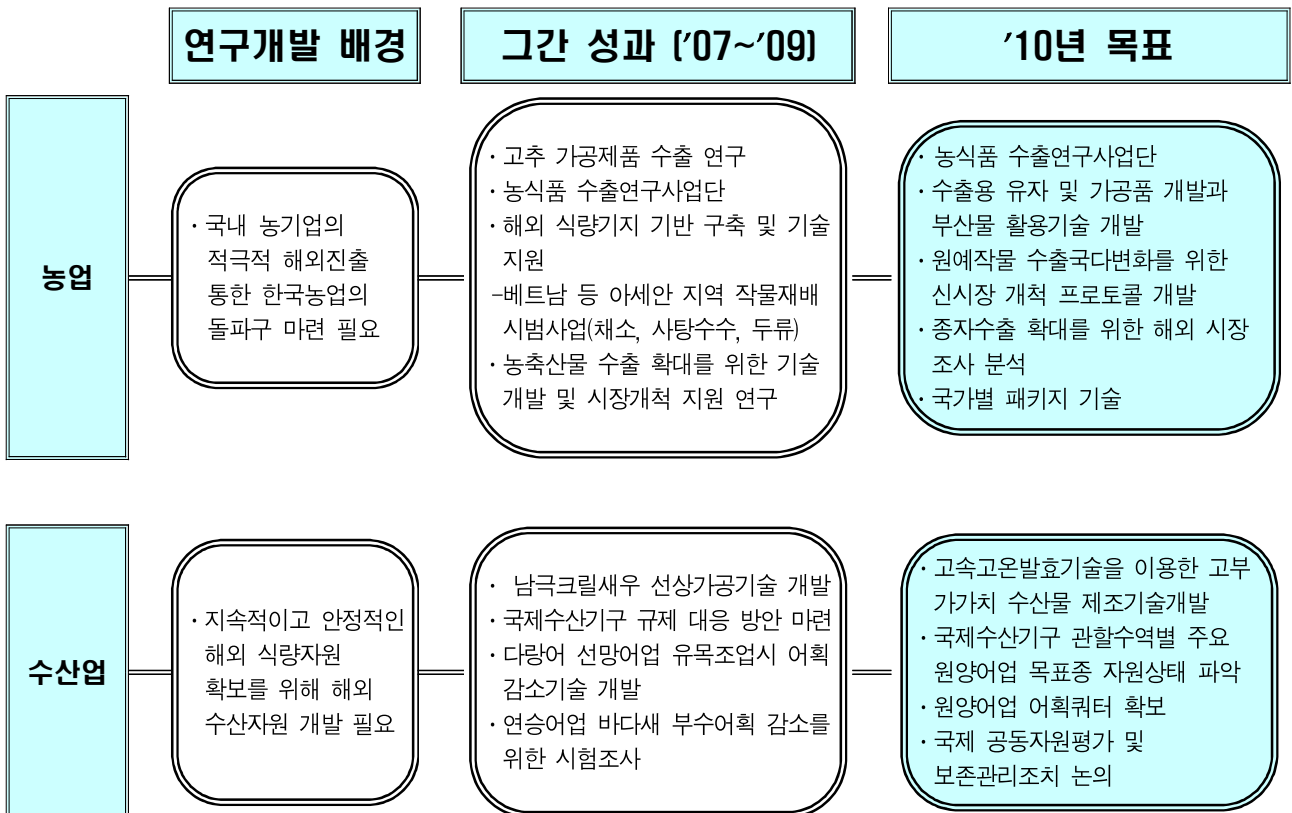 연구개발 배경
그간 성과 (′07~′09)
′10년 목표
농업
· 국내 농기업의
적극적 해외진출
통한 한국농업의
돌파구 마련 필요
· 고추 가공제품 수출 연구
· 농식품 수출연구사업단
· 해외 식량기지 기반 구축 및 기술
지원
-베트남 등 아세안 지역 작물재배
시범사업(채소, 사탕수수, 두류)
· 농축산물 수출 확대를 위한 기술
개발 및 시장개척 지원 연구
· 농식품 수출연구사업단
· 수출용 유자 및 가공품 개발과
부산물 활용기술 개발
· 원예작물 수출국다변화를 위한
신시장 개척 프로토콜 개발
· 종자수출 확대를 위한 해외 시장
조사 분석
· 국가별 패키지 기술
수산업
· 지속적이고 안정적인
해외 식량자원
확보를 위해 해외
수산자원 개발 필요
· 남극크릴새우 선상가공기술 개발
· 국제수산기구 규제 대응 방안 마련
· 다랑어 선망어업 유목조업시 어획
감소기술 개발
· 연승어업 바다새 부수어획 감소를
위한 시험조사
· 고속고온발효기술을 이용한 고부
가가치 수산물 제조기술개발
· 국제수산기구 관할수역별 주요
원양어업 목표종 자원상태 파악
· 원양어업 어획쿼터 확보
· 국제 공동자원평가 및
보존관리조치 논의